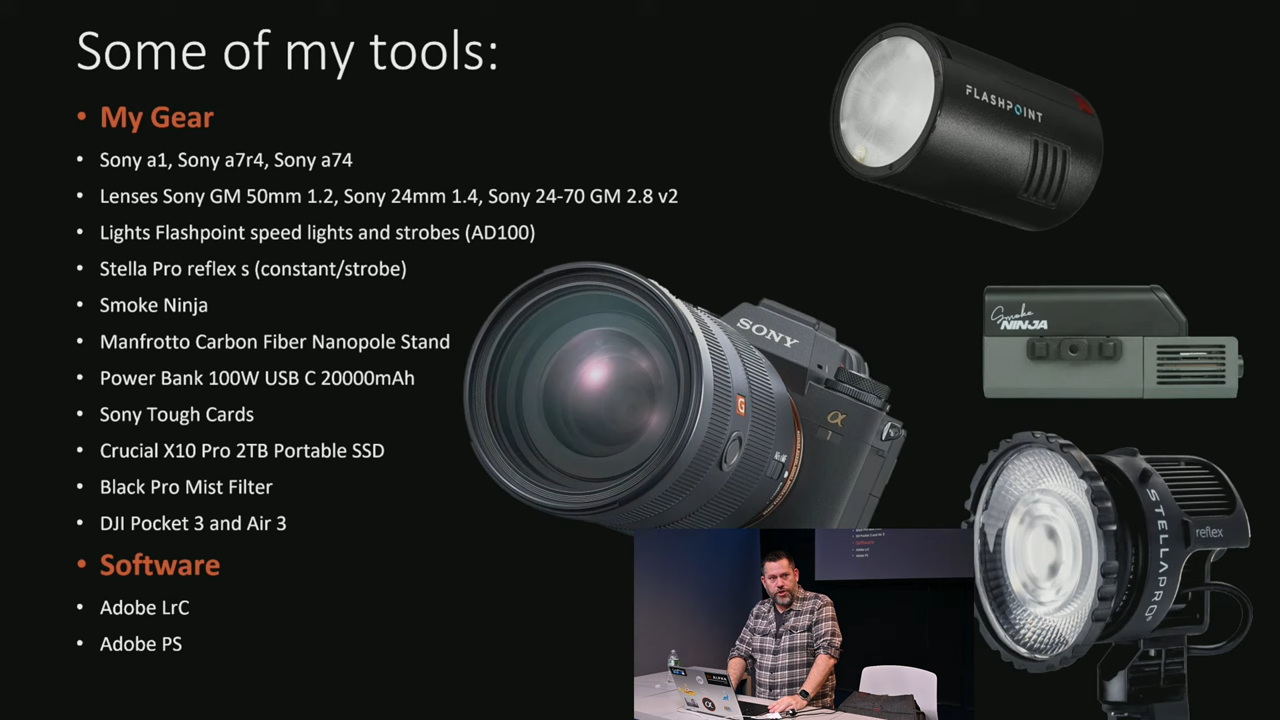 Some of my tools:
• My Gear
• Sony a1, Sony a7r4, Sony a74
• Lenses Sony GM 50mm 1.2, Sony 24mm 1.4, Sony 24-70 GM 2.8 v2
• Lights Flashpoint speed lights and strobes (AD100)
• Stella Pro reflex s (constant/strobe)
• Smoke Ninja
• Manfrotto Carbon Fiber Nanopole Stand
• Power Bank 100W USB C 20000mAh
• Sony Tough Cards
• Crucial X10 Pro 2TB Portable SSD
• Black Pro Mist Filter
• DJI Pocket 3 and Air 3
• Software
• Adobe LrC
• Adobe PS
FLASHPOINT
SONY
G
α
1
Smoke
NINJA
STELLAPRO
reflex
Software
ALPHA